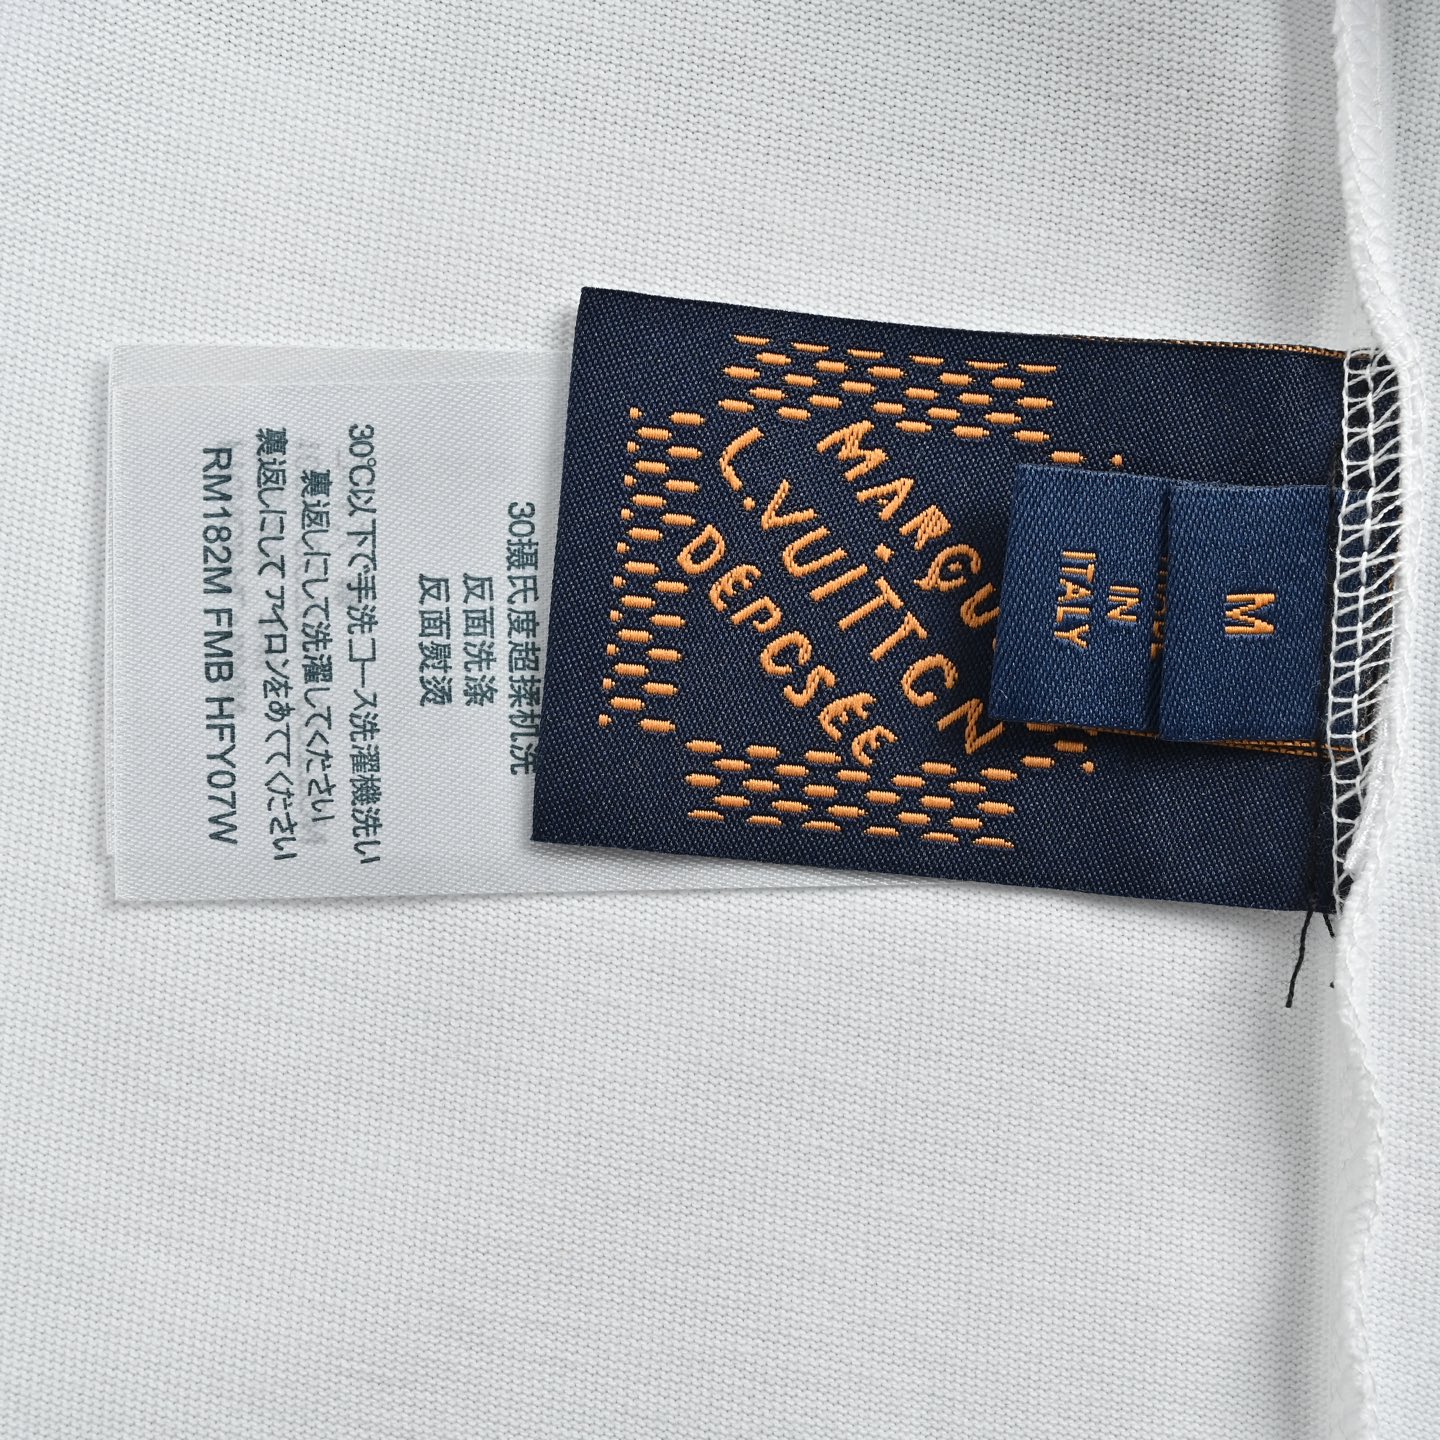 30摄氏度超揉机洗
反面洗涤
反面熨烫
30℃以下で手洗コース洗濯機洗い
裏返しにして洗濯してください
裏返しにして アイロンをあててください
RM182M FMB HFY07W
MARQU
L.VUITTON
DEPOSÉE
IN
ITALY
M